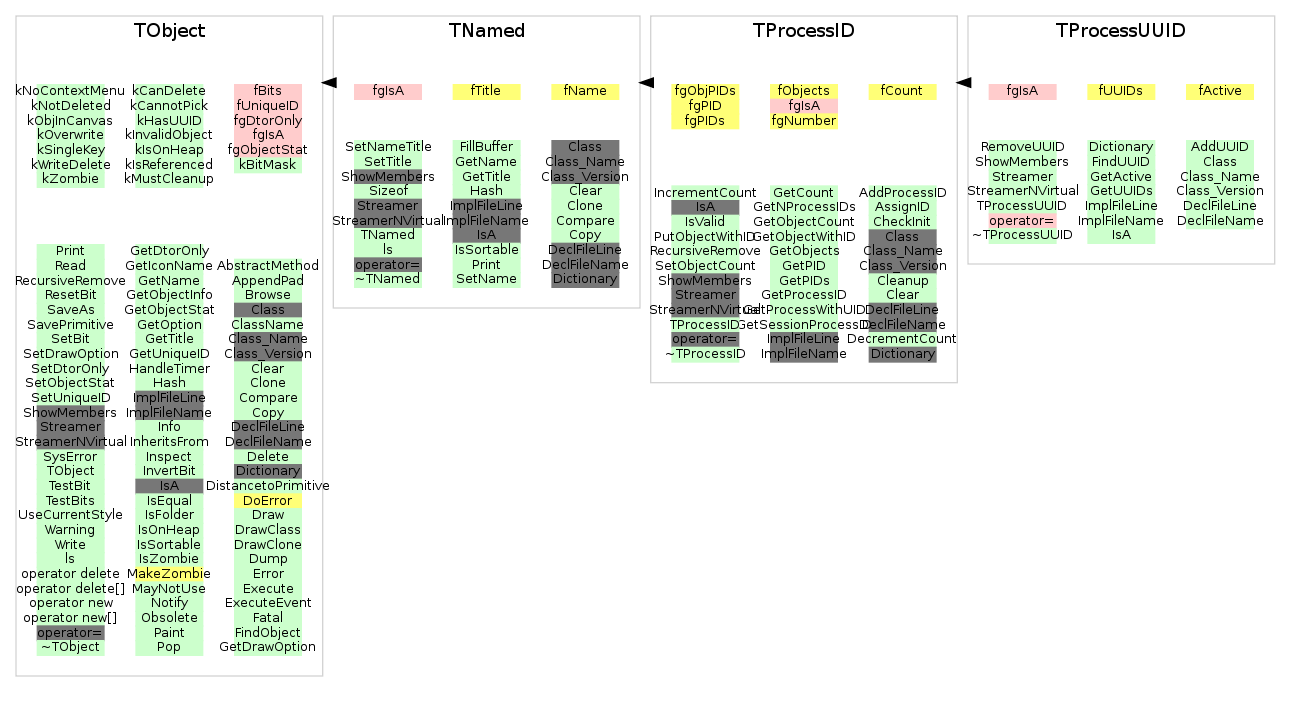 TObject
kNoContextMenu
kNotDeleted
kObjInCanvas
kOverwrite
kSingleKey
kWriteDelete
kZombie
kCanDelete
kCannotPick
kHasUUID
kInvalidObject
kIsOnHeap
kIsReferenced
kMustCleanup
fBits
fUniqueID
fgDtorOnly
fgIsA
fgObjectStat
kBitMask
Print
Read
RecursiveRemove
ResetBit
SaveAs
SavePrimitive
SetBit
SetDrawOption
SetDtorOnly
SetObjectStat
SetUniqueID
ShowMembers
Streamer
StreamerNVirtual
SysError
TObject
TestBit
TestBits
UseCurrentStyle
Warning
Write
ls
operator delete
operator delete[]
operator new
operator new[]
operator=
~TObject
GetDtorOnly
GetIconName
GetName
GetObjectInfo
GetObjectStat
GetOption
GetTitle
GetUniqueID
HandleTimer
Hash
ImplFileLine
ImplFileName
Info
InheritsFrom
Inspect
InvertBit
IsA
IsEqual
IsFolder
IsOnHeap
IsSortable
IsZombie
MakeZombie
MayNotUse
Notify
Obsolete
Paint
Pop
AbstractMethod
AppendPad
Browse
Class
ClassName
Class_Name
Class_Version
Clear
Clone
Compare
Copy
DeclFileLine
DeclFileName
Delete
Dictionary
DistancetoPrimitive
DoError
Draw
DrawClass
DrawClone
Dump
Error
Execute
ExecuteEvent
Fatal
FindObject
GetDrawOption
TNamed
fgIsA
fTitle
fName
SetNameTitle
SetTitle
ShowMembers
Sizeof
Streamer
StreamerNVirtual
TNamed
ls
operator=
~TNamed
FillBuffer
GetName
GetTitle
Hash
ImplFileLine
ImplFileName
IsA
IsSortable
Print
SetName
Class
Class_Name
Class_Version
Clear
Clone
Compare
Copy
DeclFileLine
DeclFileName
Dictionary
TProcessID
fgObjPIDs
fgPID
fgPIDs
fObjects
fgIsA
fgNumber
fCount
IncrementCount
IsA
IsValid
PutObjectWithID
RecursiveRemove
SetObjectCount
ShowMembers
Streamer
StreamerNVirtual
TProcessID
operator=
~TProcessID
GetCount
GetNProcessIDs
GetObjectCount
GetObjectWithID
GetObjects
GetPID
GetPIDs
GetProcessID
GetProcessWithUID
GetSessionProcessID
ImplFileLine
ImplFileName
AddProcessID
AssignID
CheckInit
Class
Class_Name
Class_Version
Cleanup
Clear
DeclFileLine
DeclFileName
DecrementCount
Dictionary
TProcessUUID
fgIsA
fUUIDs
fActive
RemoveUUID
ShowMembers
Streamer
StreamerNVirtual
TProcessUUID
operator=
~TProcessUUID
Dictionary
FindUUID
GetActive
GetUUIDs
ImplFileLine
ImplFileName
IsA
AddUUID
Class
Class_Name
Class_Version
DeclFileLine
DeclFileName